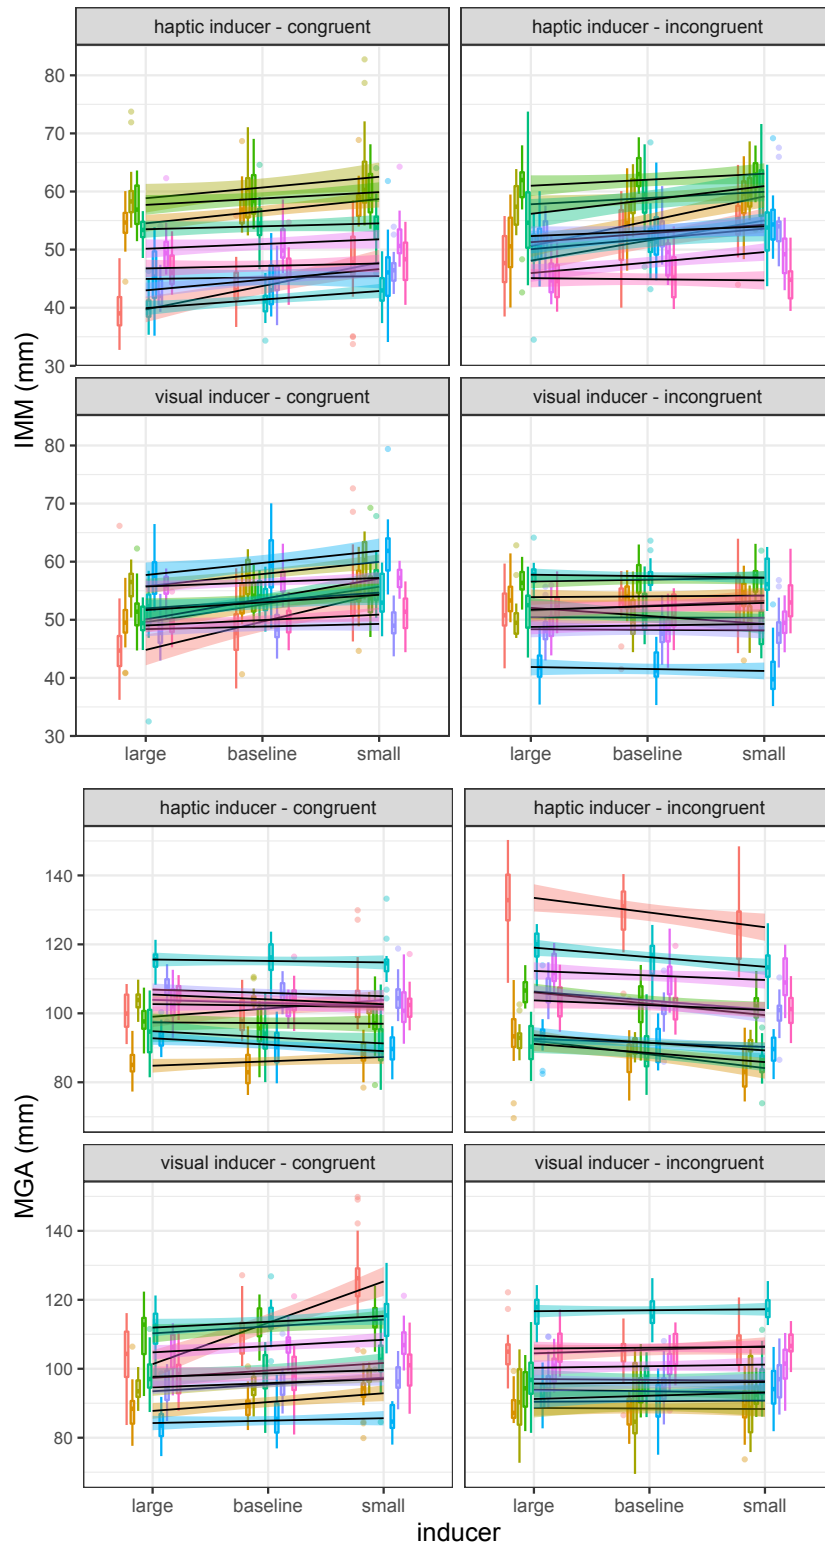 haptic inducer - congruent
haptic inducer - incongruent
80
70
60
50
40
30
visual inducer - congruent
visual inducer - incongruent
80
70
60
50
40
30
IMM (mm)
large
baseline
small
large
baseline
small
haptic inducer - congruent
haptic inducer - incongruent
140
120
100
80
visual inducer - congruent
visual inducer - incongruent
140
120
100
80
MGA (mm)
large
baseline
small
large
baseline
small
inducer